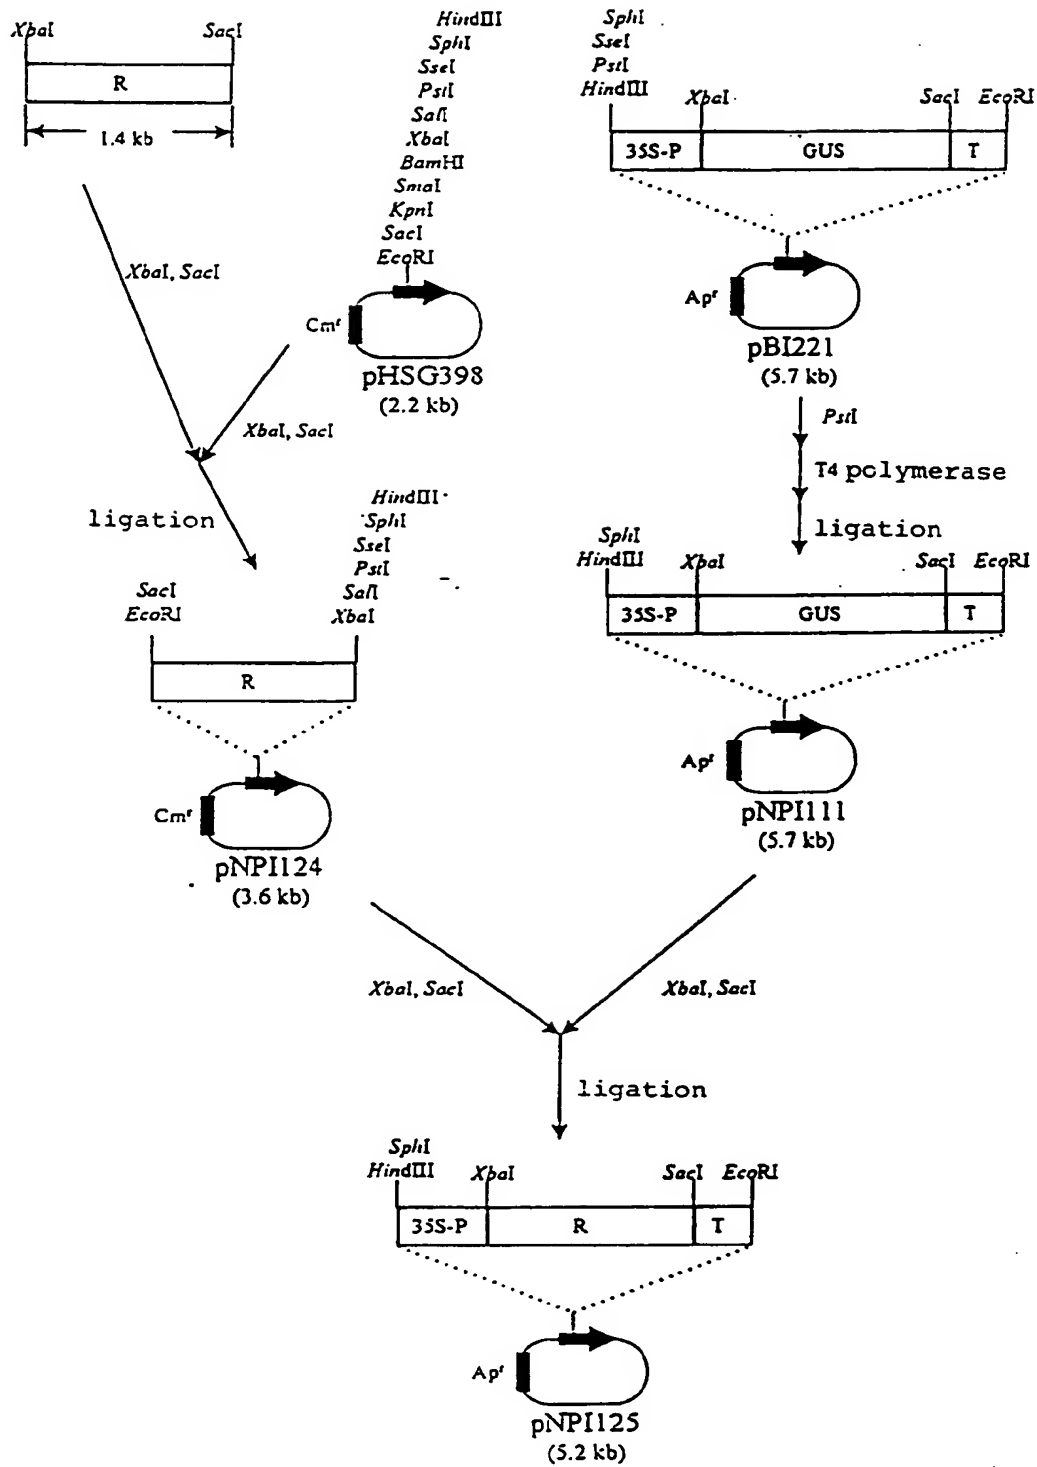 XbaI SacI
R
1.4 kb
XbaI, SacI
HindIII
SphI
SseI
PstI
SalI
XbaI
BamHI
SmaI
KpnI
SacI
EcoRI
Cmʳ
pHSG398
(2.2 kb)
XbaI, SacI
ligation
SphI
SseI
PstI
HindIII XbaI SacI EcoRI
35S-P GUS T
Apʳ
pBI221
(5.7 kb)
PstI
T4 polymerase
ligation
HindIII
SphI
SseI
PstI
SalI
XbaI
SacI
EcoRI
R
Cmʳ
pNPI124
(3.6 kb)
SphI
HindIII XbaI SacI EcoRI
35S-P GUS T
Apʳ
pNPI111
(5.7 kb)
XbaI, SacI
XbaI, SacI
ligation
SphI
HindIII XbaI SacI EcoRI
35S-P R T
Apʳ
pNPI125
(5.2 kb)